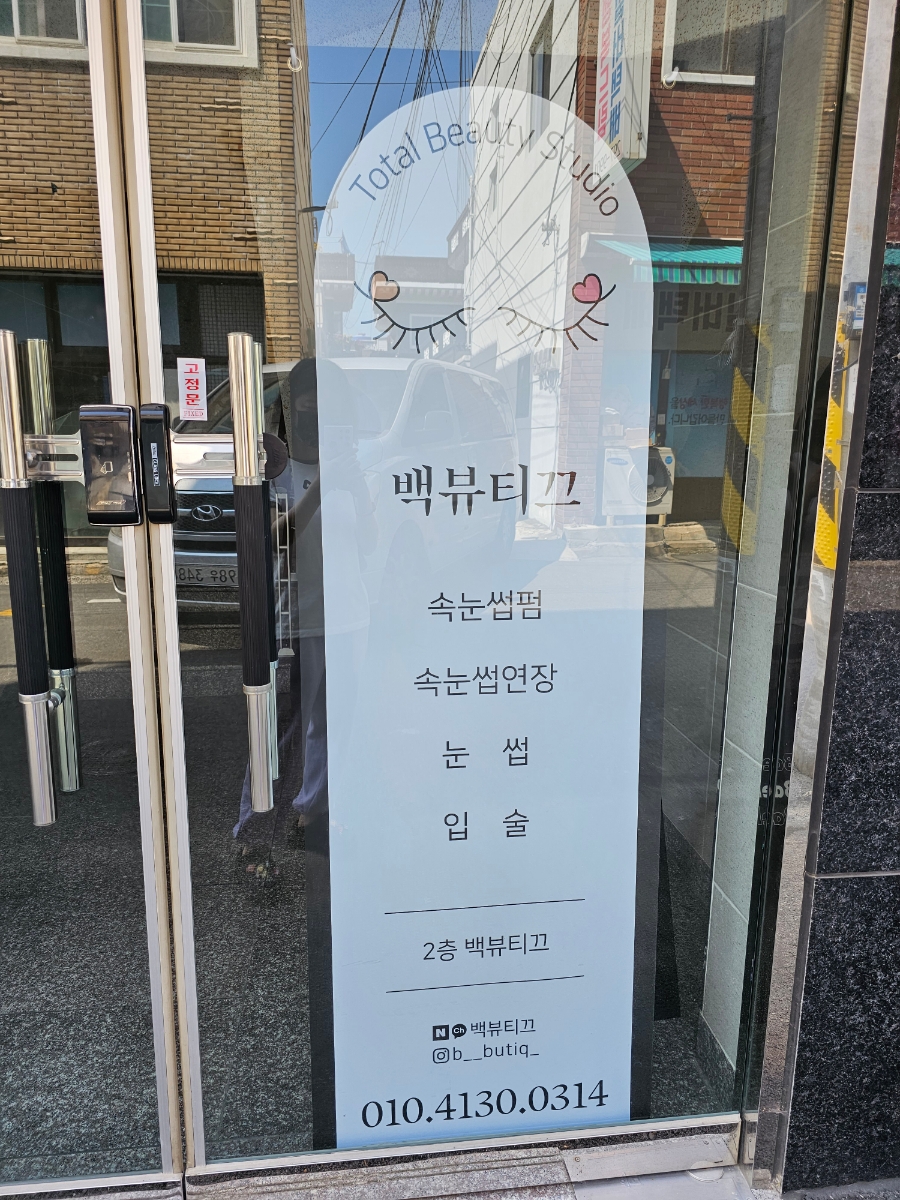 Total Beauty Studio
고정문
백뷰티끄
속눈썹펌
속눈썹연장
눈 썹
입 술
2층 백뷰티끄
N Ch 백뷰티끄
b__butiq_
010.4130.0314